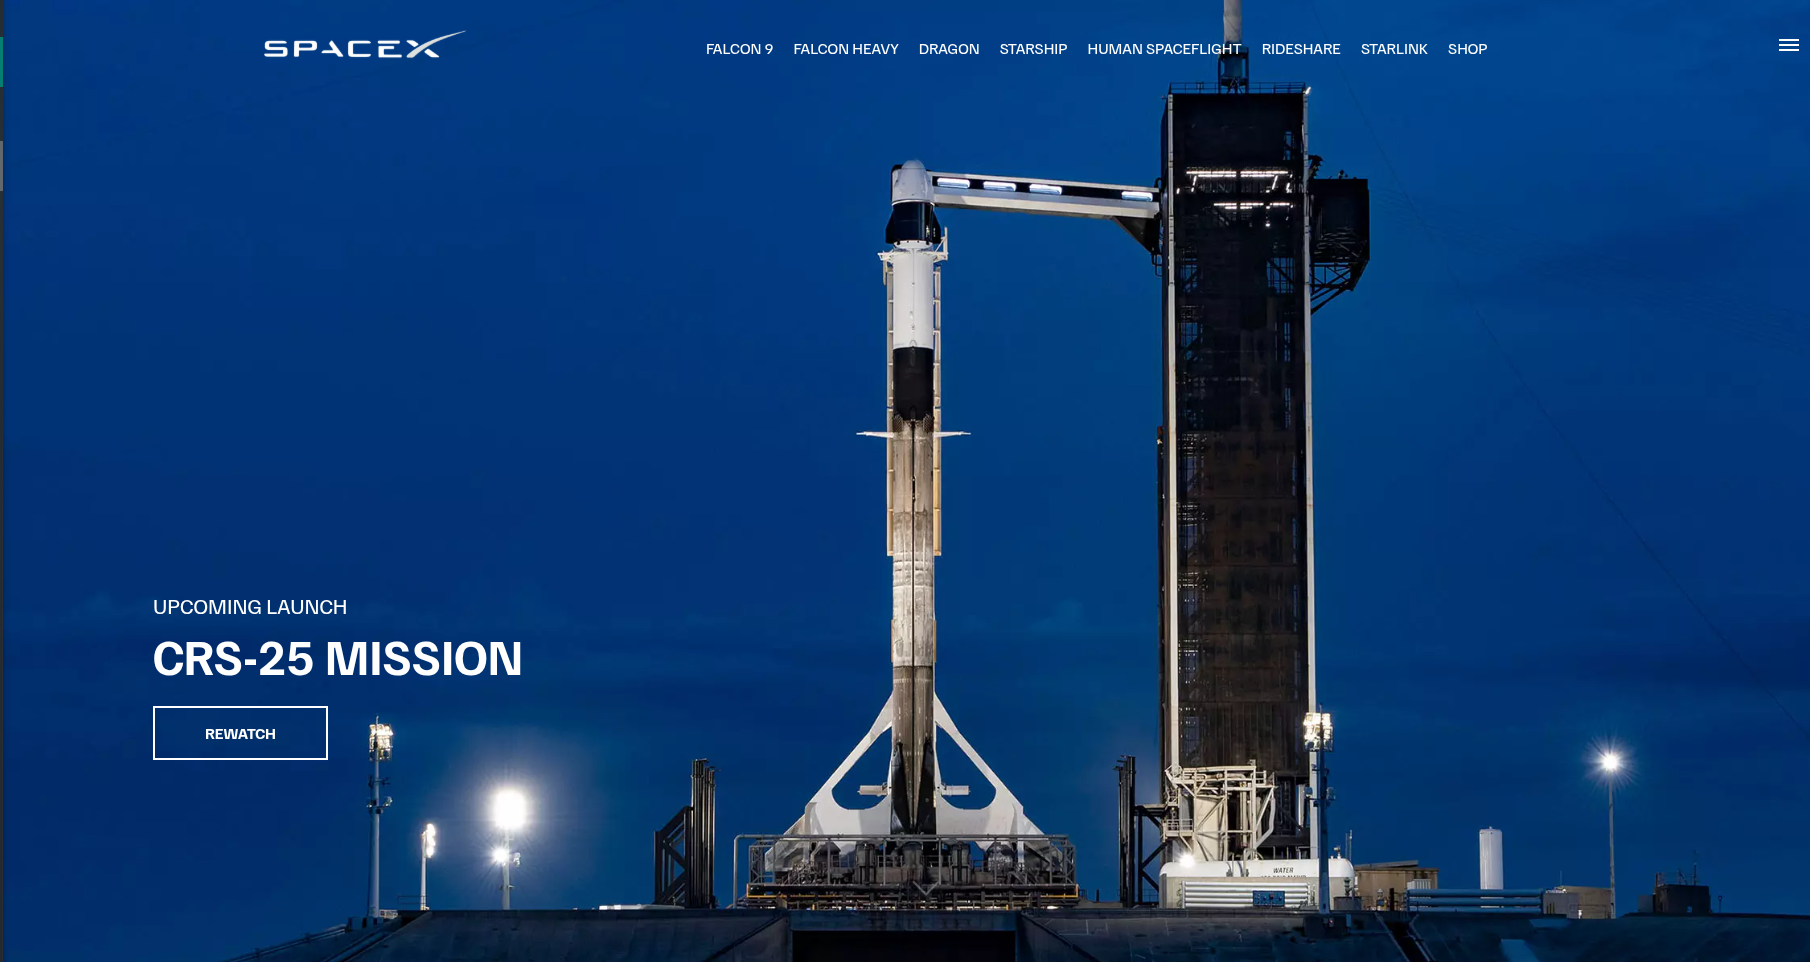 SPACEX
FALCON 9 FALCON HEAVY DRAGON STARSHIP HUMAN SPACEFLIGHT RIDESHARE STARLINK SHOP
UPCOMING LAUNCH
CRS-25 MISSION
REWATCH
WATER